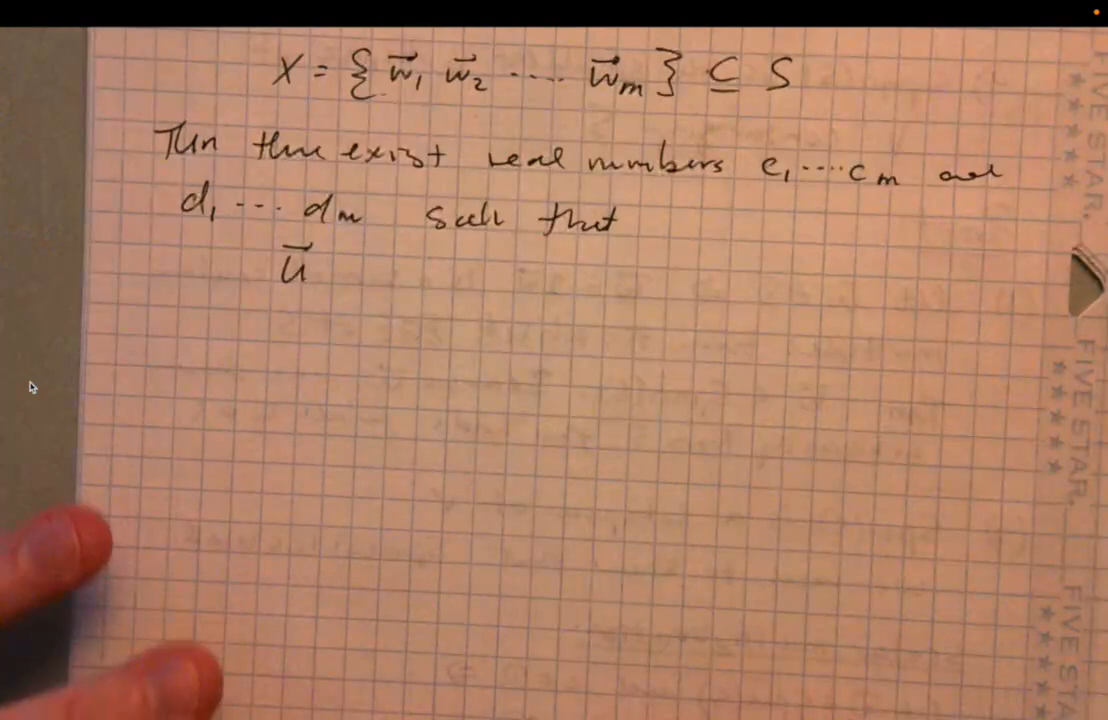 X = { w⃗₁ w⃗₂ .... w⃗ₘ } ⊆ S
Then there exist real numbers c₁ .... cₘ and
d₁ --- dₘ such that
u⃗
FIVE STAR.
FIVE STAR.
FIVE STA